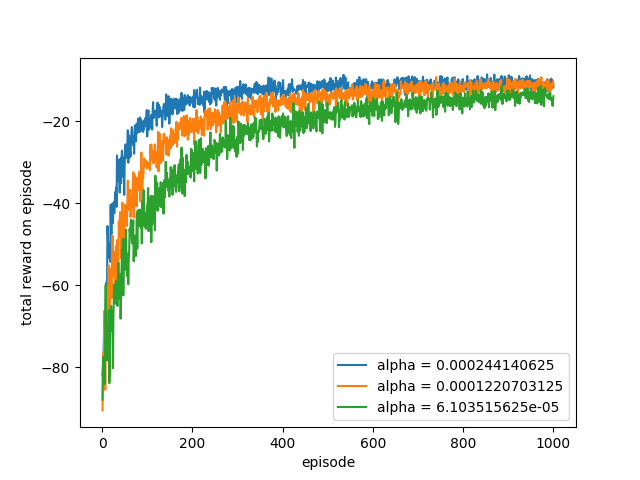 total reward on episode
−20
−40
−60
−80
0
200
400
600
800
1000
episode
alpha = 0.000244140625
alpha = 0.0001220703125
alpha = 6.103515625e-05